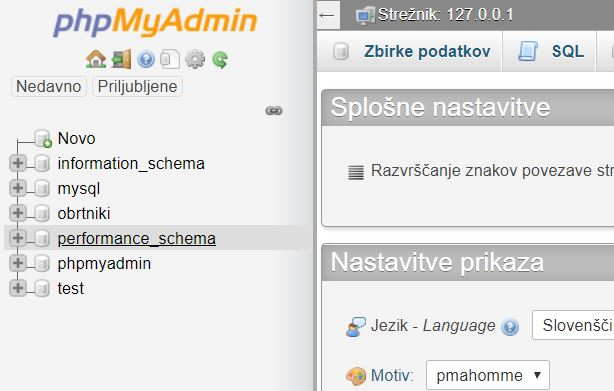 phpMyAdmin
Nedavno Priljubljene
Novo
information_schema
mysql
obrtniki
performance_schema
phpmyadmin
test
← Strežnik: 127.0.0.1
Zbirke podatkov SQL
Splošne nastavitve
Razvrščanje znakov povezave str
Nastavitve prikaza
Jezik - Language Slovenšči
Motiv: pmahomme